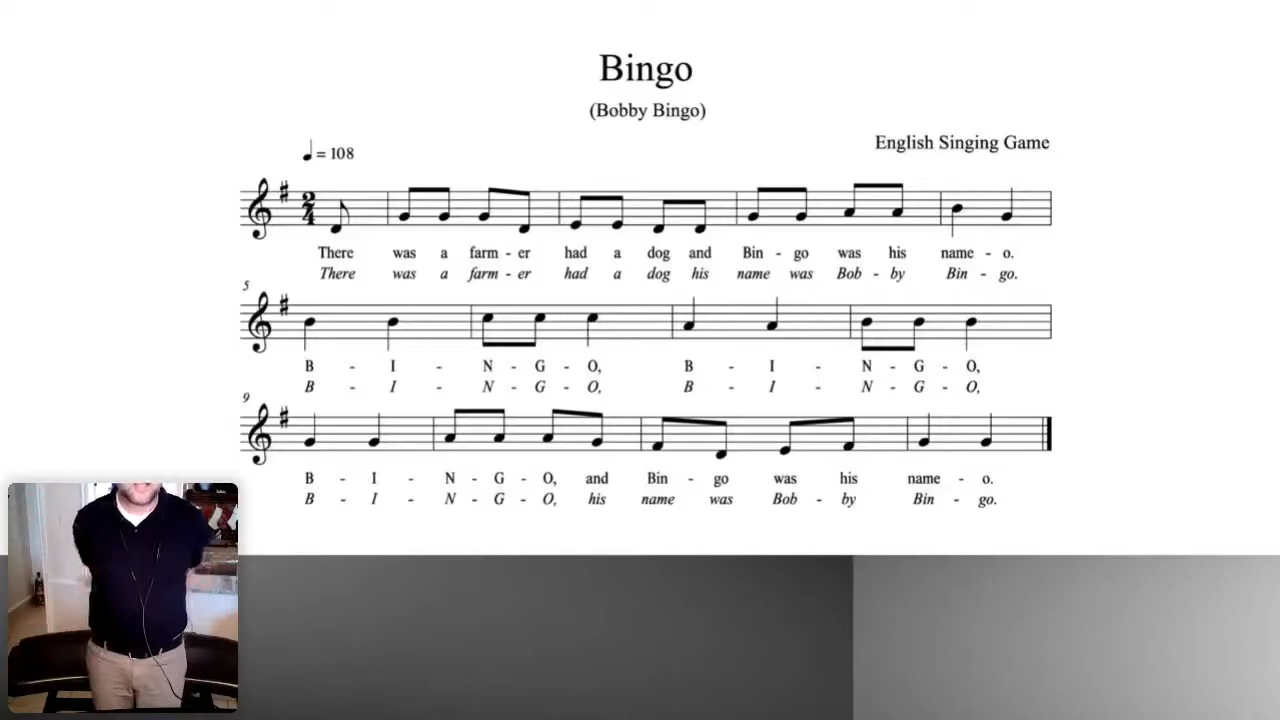 Bingo
(Bobby Bingo)
English Singing Game
♩ = 108
2
4
There was a farm - er had a dog and Bin - go was his name - o.
There was a farm - er had a dog his name was Bob - by Bin - go.
5
B - I - N - G - O, B - I - N - G - O,
B - I - N - G - O, B - I - N - G - O,
9
B - I - N - G - O, and Bin - go was his name - o.
B - I - N - G - O, his name was Bob - by Bin - go.